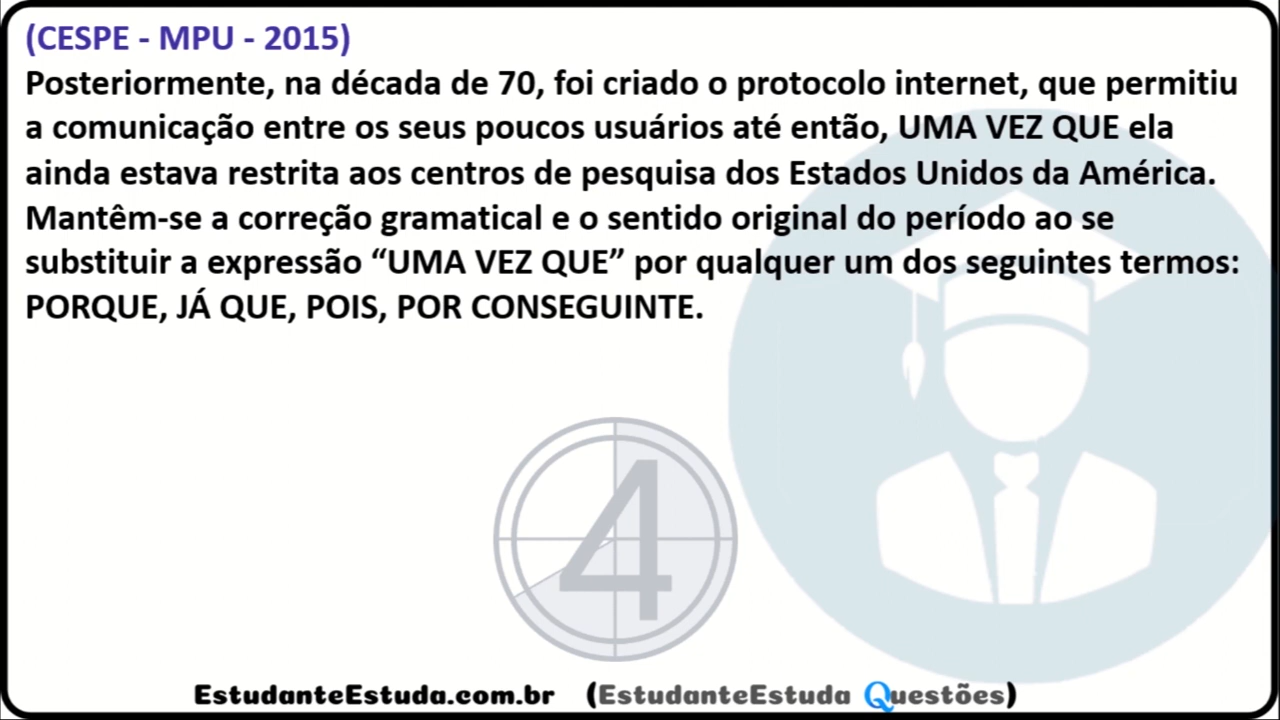 (CESPE - MPU - 2015)
Posteriormente, na década de 70, foi criado o protocolo internet, que permitiu
a comunicação entre os seus poucos usuários até então, UMA VEZ QUE ela
ainda estava restrita aos centros de pesquisa dos Estados Unidos da América.
Mantêm-se a correção gramatical e o sentido original do período ao se
substituir a expressão “UMA VEZ QUE” por qualquer um dos seguintes termos:
PORQUE, JÁ QUE, POIS, POR CONSEGUINTE.
4
EstudanteEstuda.com.br (EstudanteEstuda Questões)